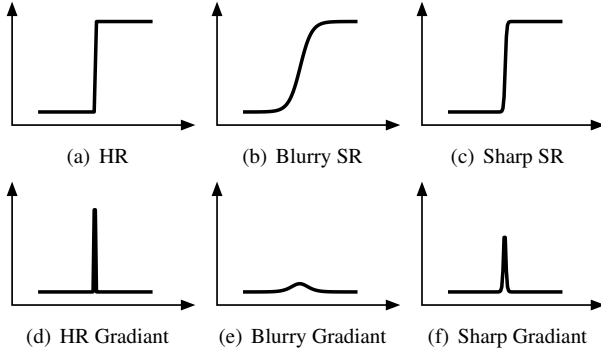 (a) HR
(b) Blurry SR
(c) Sharp SR
(d) HR Gradiant
(e) Blurry Gradiant
(f) Sharp Gradiant